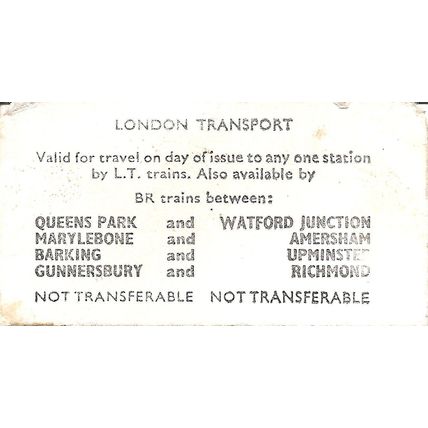 LONDON TRANSPORT
Valid for travel on day of issue to any one station
by L.T. trains. Also available by
BR trains between:
QUEENS PARK and WATFORD JUNCTION
MARYLEBONE and AMERSHAM
BARKING and UPMINSTER
GUNNERSBURY and RICHMOND
NOT TRANSFERABLE NOT TRANSFERABLE